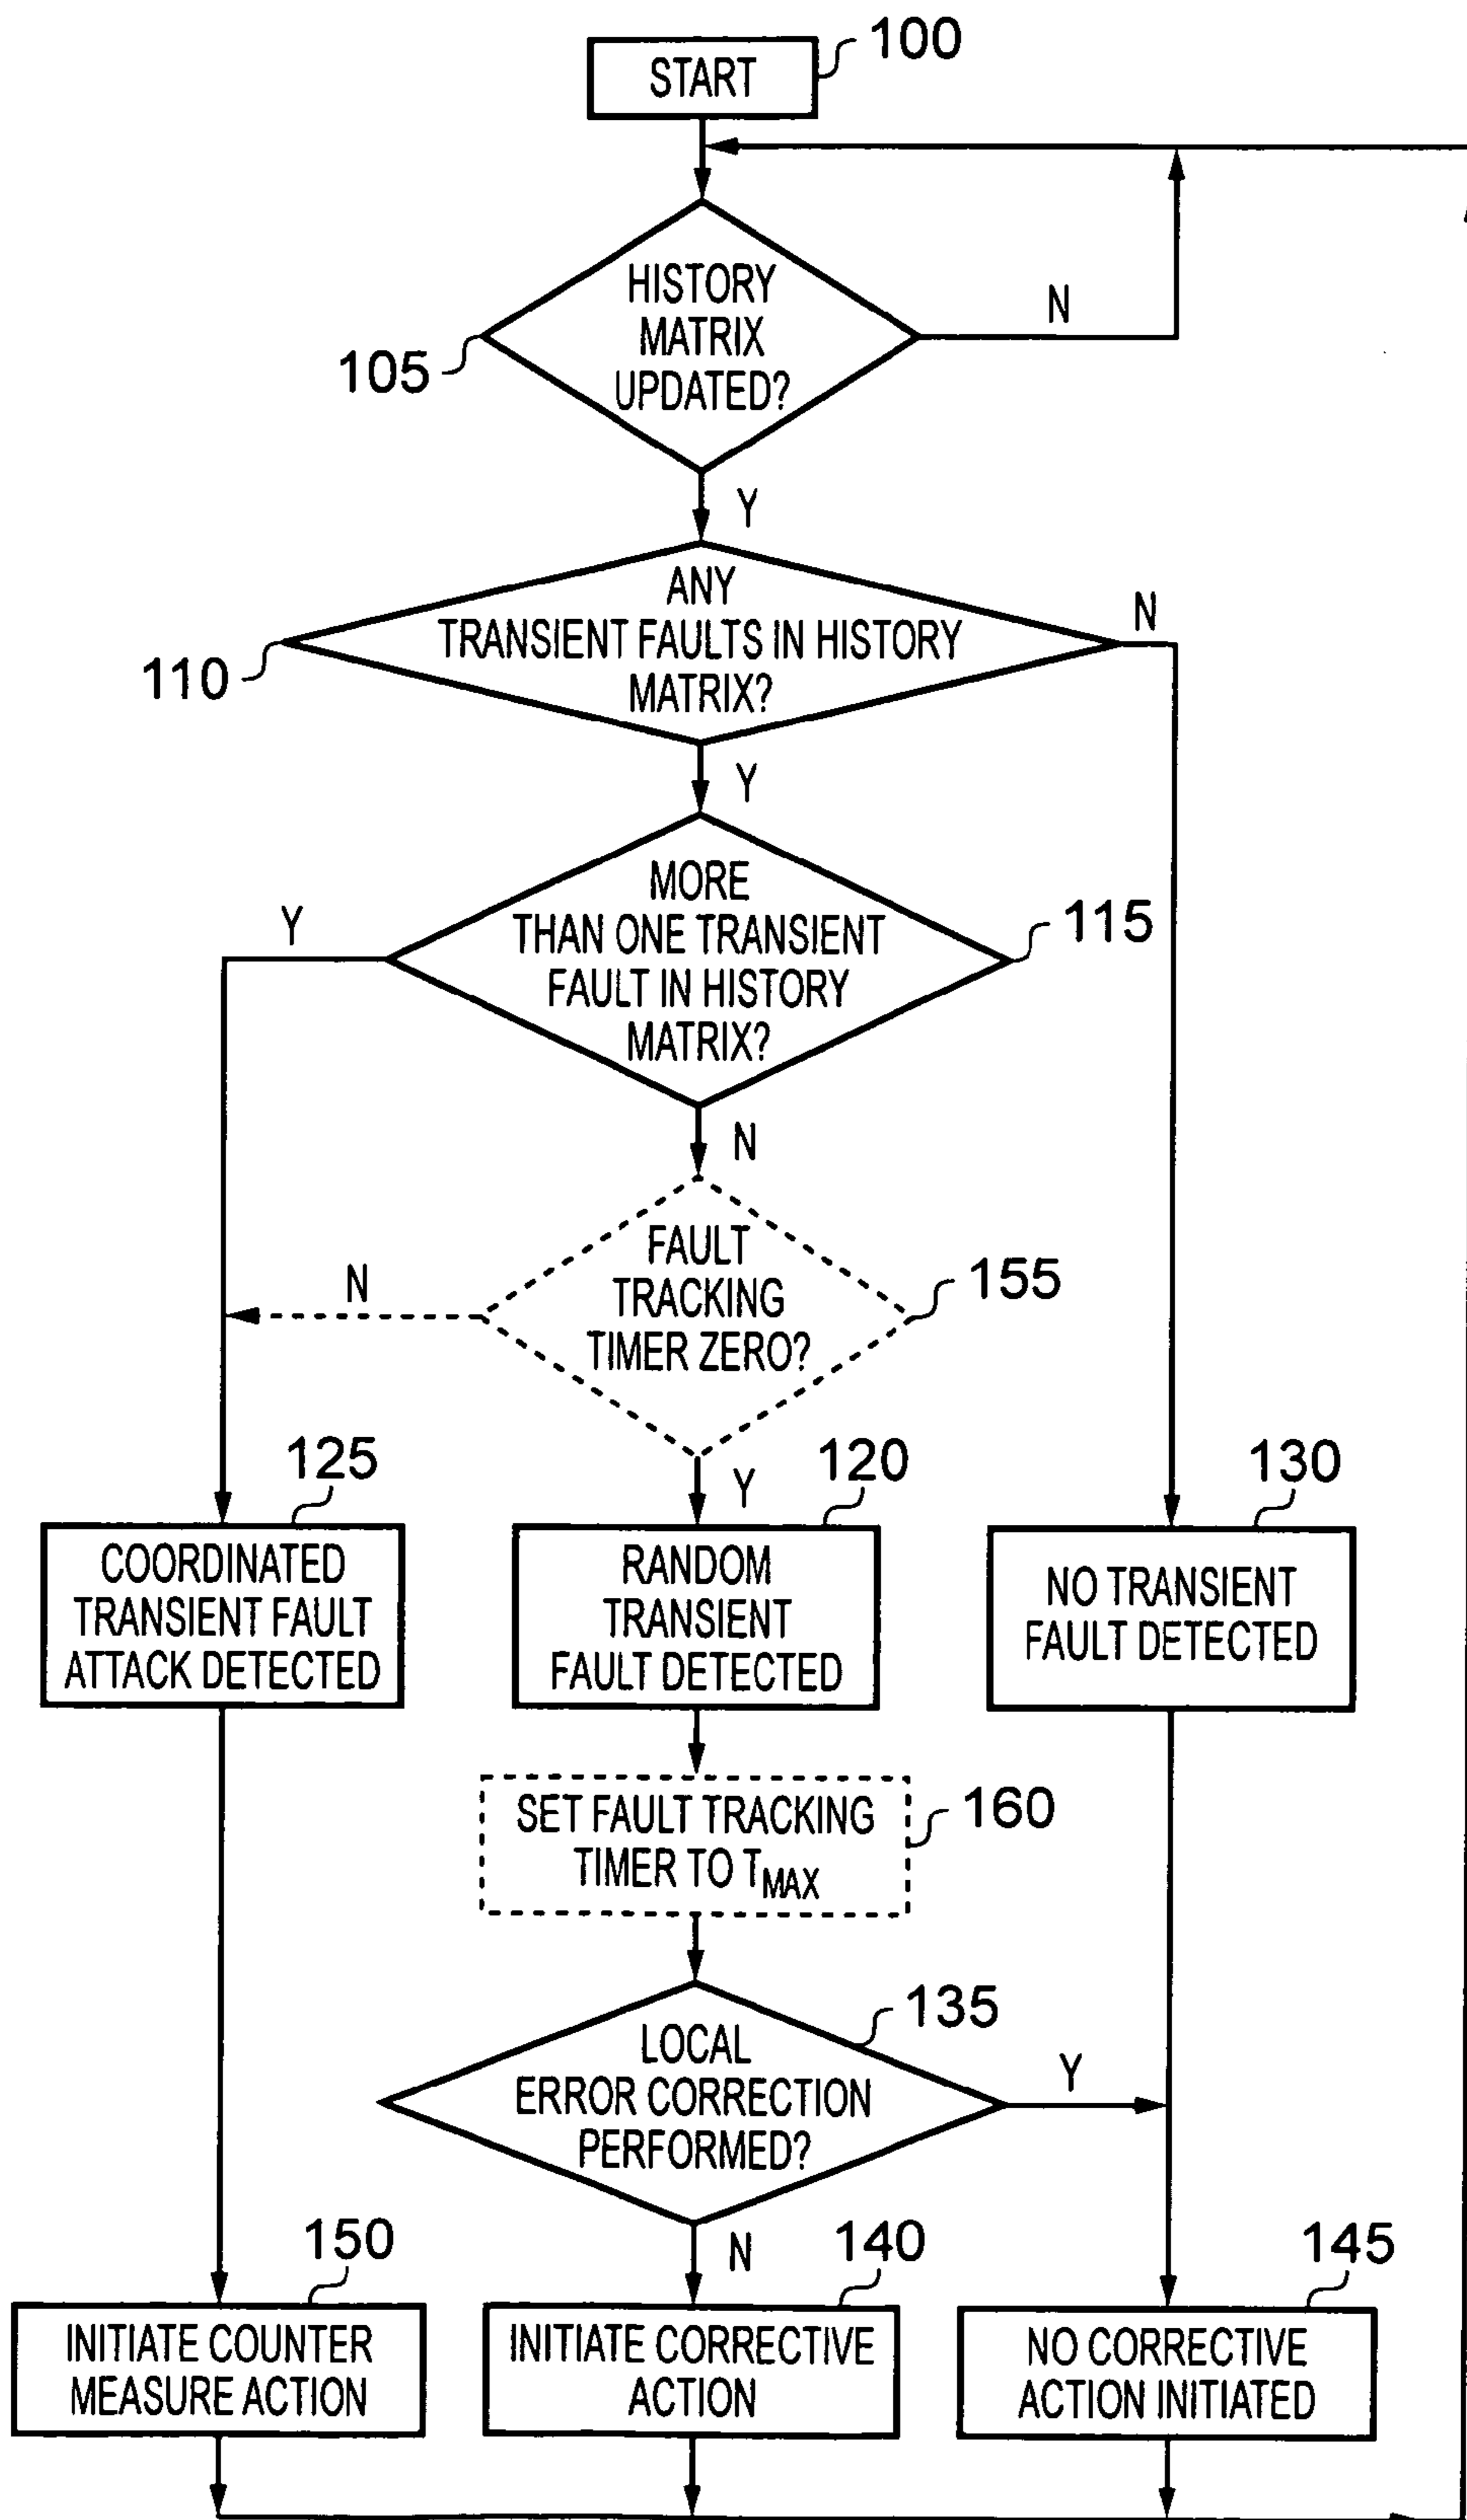 START
100
HISTORY
MATRIX
UPDATED?
105
N
Y
ANY
TRANSIENT FAULTS IN HISTORY
MATRIX?
110
N
Y
MORE
THAN ONE TRANSIENT
FAULT IN HISTORY
MATRIX?
115
Y
N
FAULT
TRACKING
TIMER ZERO?
155
N
Y
125
COORDINATED
TRANSIENT FAULT
ATTACK DETECTED
120
RANDOM
TRANSIENT
FAULT DETECTED
130
NO TRANSIENT
FAULT DETECTED
SET FAULT TRACKING
TIMER TO TMAX
160
LOCAL
ERROR CORRECTION
PERFORMED?
135
Y
N
150
INITIATE COUNTER
MEASURE ACTION
140
INITIATE CORRECTIVE
ACTION
145
NO CORRECTIVE
ACTION INITIATED